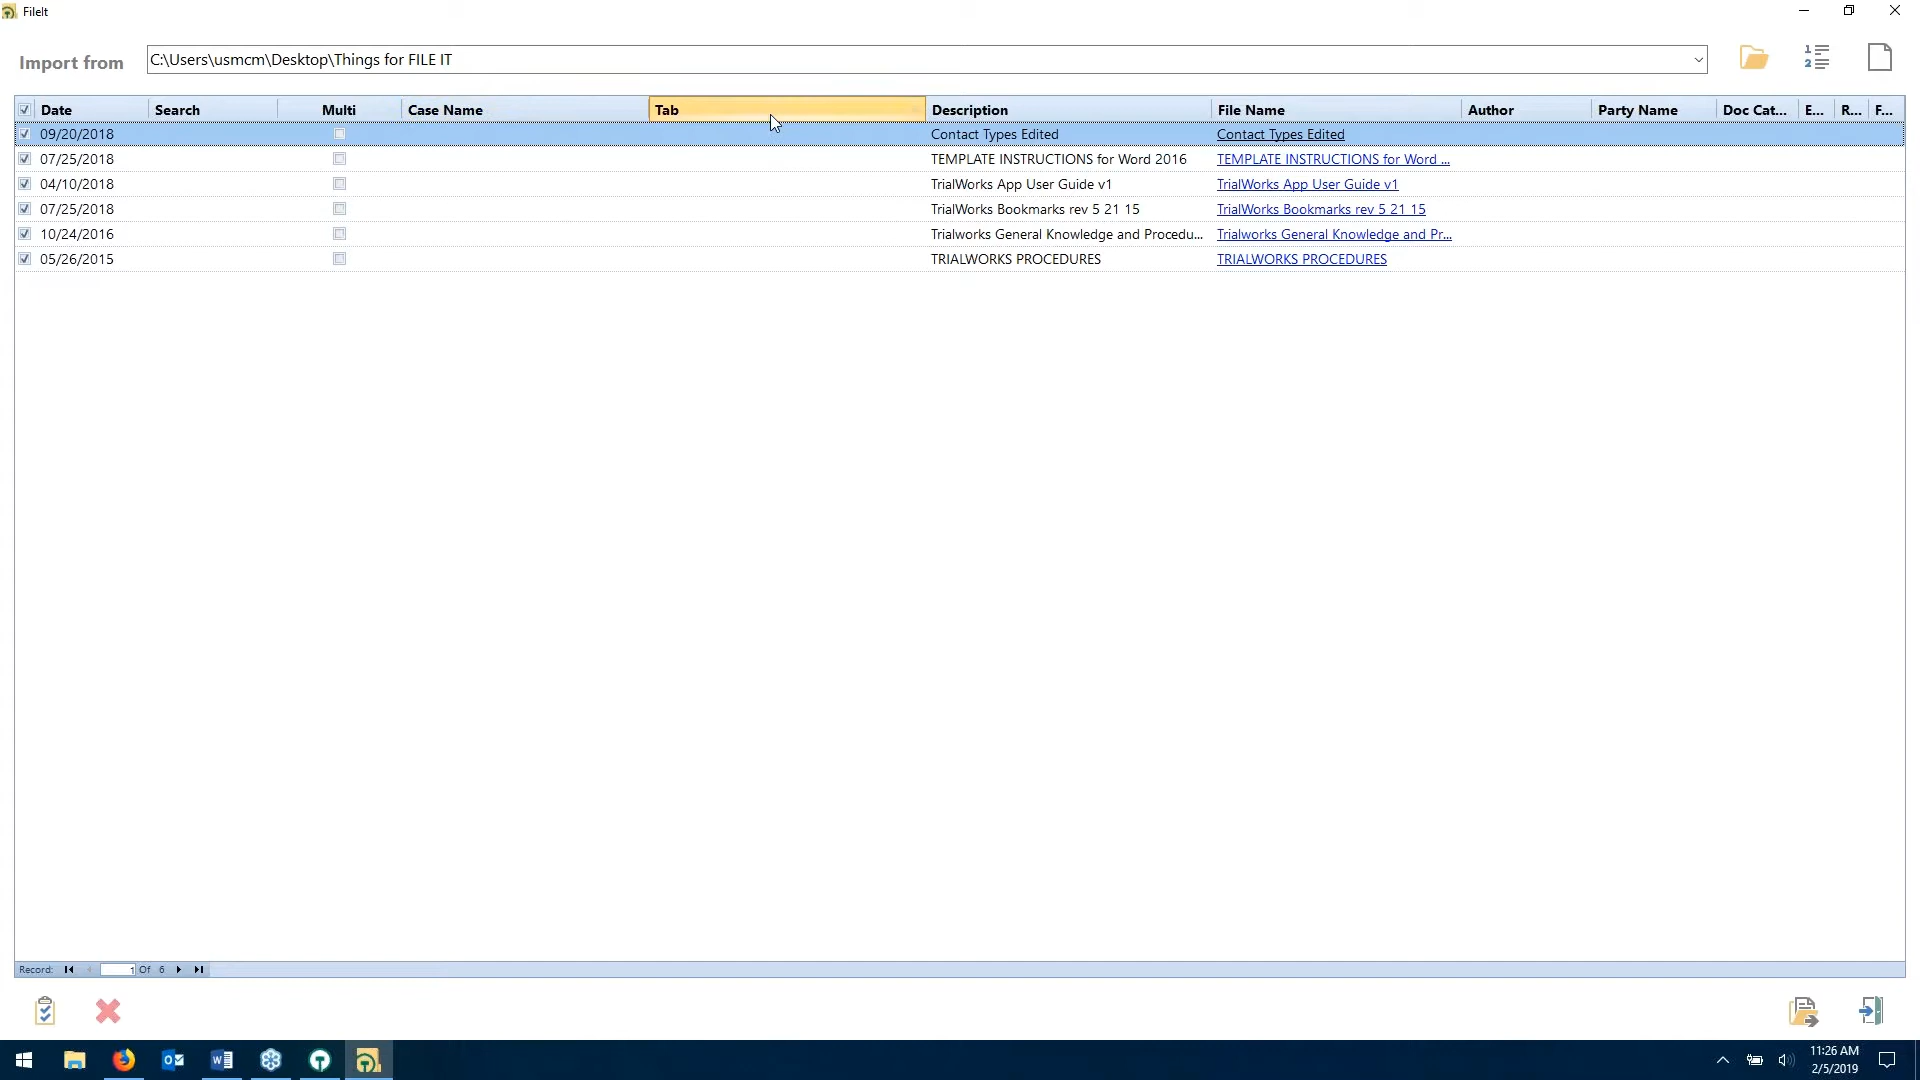 FileIt
Import from C:\Users\usmcm\Desktop\Things for FILE IT
Date Search Multi Case Name Tab Description File Name Author Party Name Doc Cat... E... R... F...
09/20/2018 Contact Types Edited Contact Types Edited
07/25/2018 TEMPLATE INSTRUCTIONS for Word 2016 TEMPLATE INSTRUCTIONS for Word ...
04/10/2018 TrialWorks App User Guide v1 TrialWorks App User Guide v1
07/25/2018 TrialWorks Bookmarks rev 5 21 15 TrialWorks Bookmarks rev 5 21 15
10/24/2016 Trialworks General Knowledge and Procedu... Trialworks General Knowledge and Pr...
05/26/2015 TRIALWORKS PROCEDURES TRIALWORKS PROCEDURES
Record: 1 Of 6
11:26 AM
2/5/2019